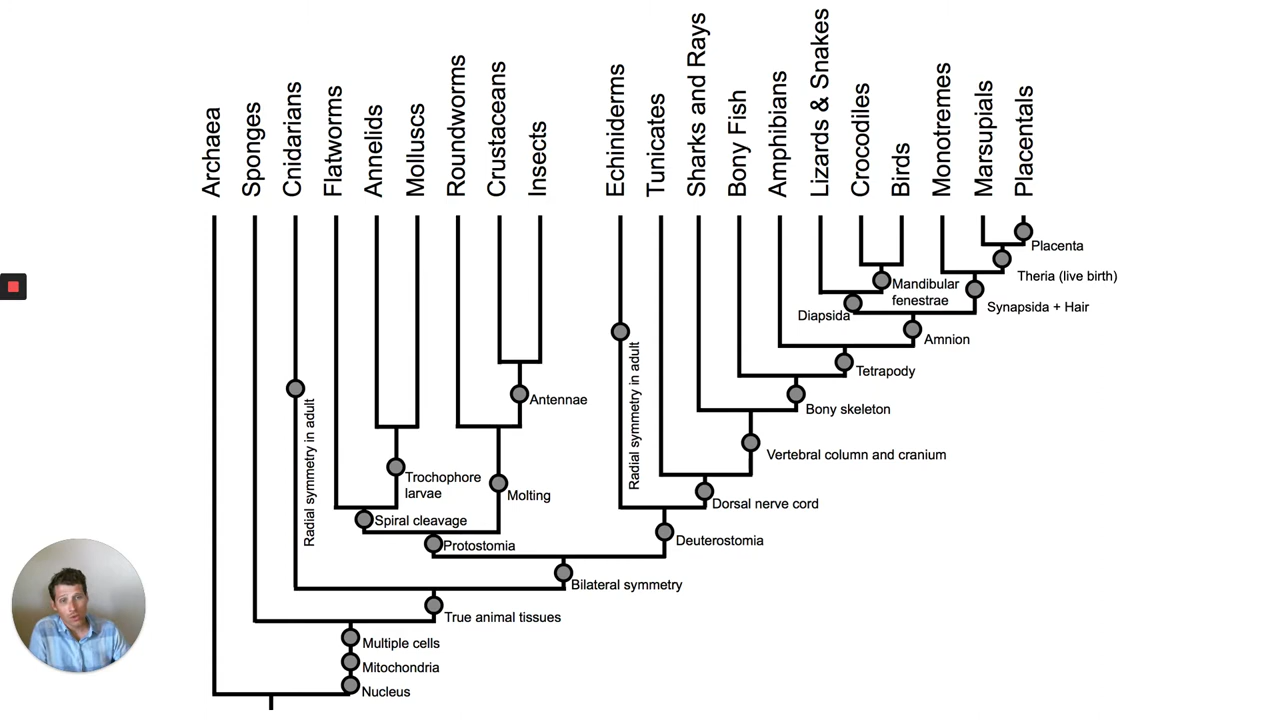 Archaea
Sponges
Cnidarians
Flatworms
Annelids
Molluscs
Roundworms
Crustaceans
Insects
Echiniderms
Tunicates
Sharks and Rays
Bony Fish
Amphibians
Lizards & Snakes
Crocodiles
Birds
Monotremes
Marsupials
Placentals
Placenta
Theria (live birth)
Mandibular
fenestrae
Synapsida + Hair
Diapsida
Amnion
Tetrapody
Antennae
Bony skeleton
Radial symmetry in adult
Radial symmetry in adult
Vertebral column and cranium
Trochophore
larvae
Molting
Dorsal nerve cord
Spiral cleavage
Deuterostomia
Protostomia
Bilateral symmetry
True animal tissues
Multiple cells
Mitochondria
Nucleus